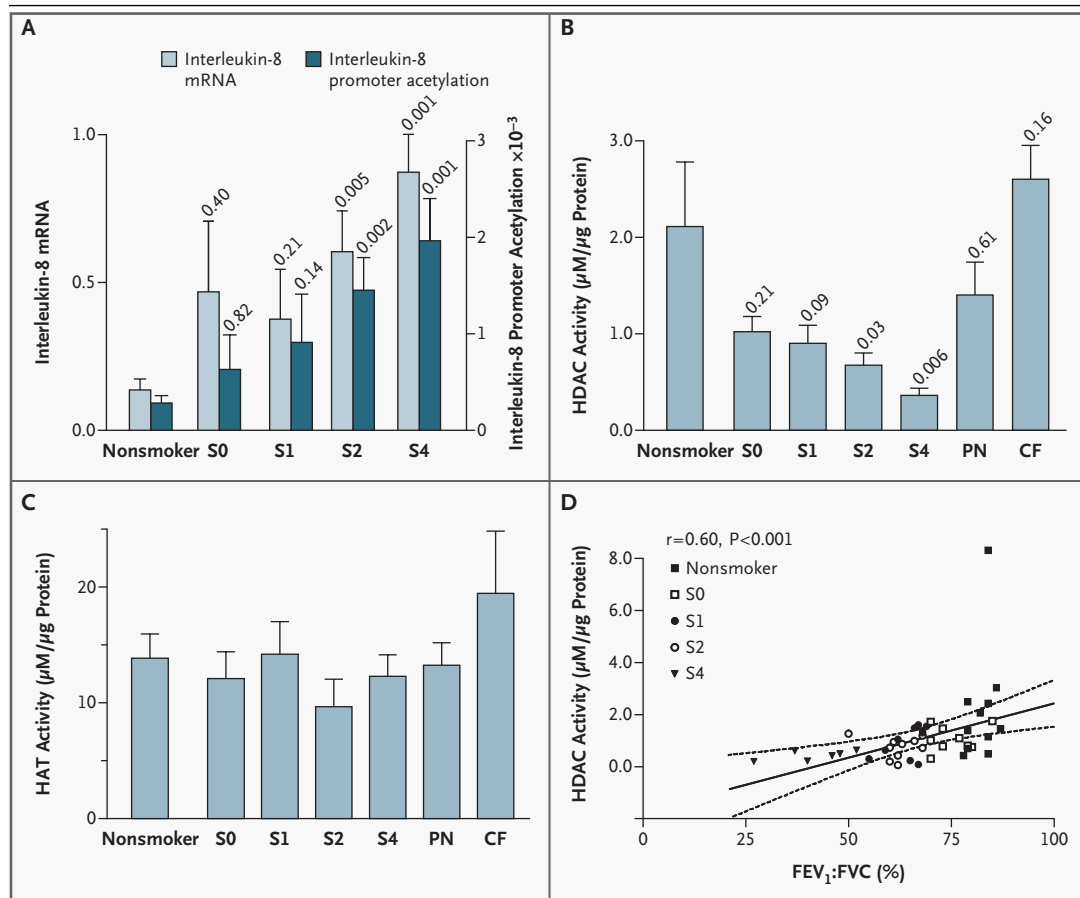 A
Interleukin-8
mRNA
Interleukin-8
promoter acetylation
Interleukin-8 mRNA
1.0
0.5
0.0
0.40
0.82
0.21
0.14
0.005
0.002
0.001
0.001
3
2
1
0
Interleukin-8 Promoter Acetylation ×10⁻³
Nonsmoker S0 S1 S2 S4
B
HDAC Activity (µM/µg Protein)
3.0
2.0
1.0
0.0
0.21
0.09
0.03
0.006
0.61
0.16
Nonsmoker S0 S1 S2 S4 PN CF
C
HAT Activity (µM/µg Protein)
20
10
0
Nonsmoker S0 S1 S2 S4 PN CF
D
r=0.60, P<0.001
Nonsmoker
S0
S1
S2
S4
HDAC Activity (µM/µg Protein)
8.0
6.0
4.0
2.0
0.0
0 25 50 75 100
FEV₁:FVC (%)